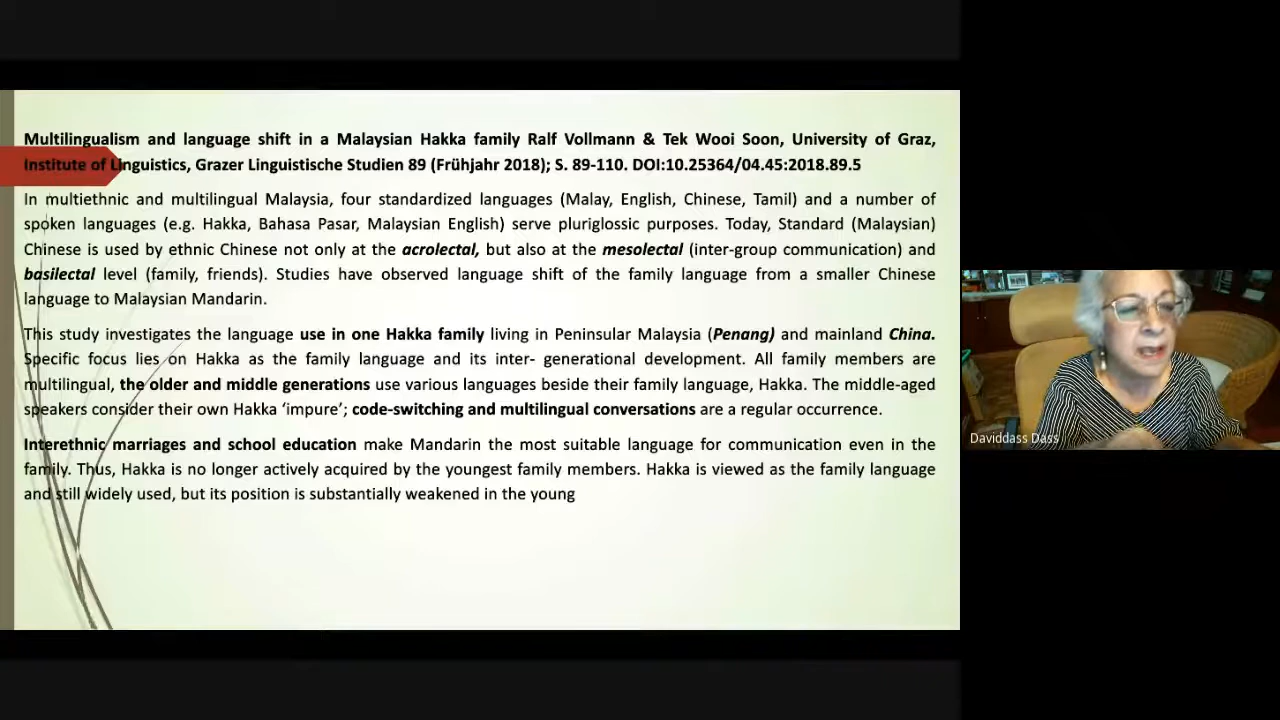 Multilingualism and language shift in a Malaysian Hakka family Ralf Vollmann & Tek Wooi Soon, University of Graz,
Institute of Linguistics, Grazer Linguistische Studien 89 (Frühjahr 2018); S. 89-110. DOI:10.25364/04.45:2018.89.5
In multiethnic and multilingual Malaysia, four standardized languages (Malay, English, Chinese, Tamil) and a number of
spoken languages (e.g. Hakka, Bahasa Pasar, Malaysian English) serve pluriglossic purposes. Today, Standard (Malaysian)
Chinese is used by ethnic Chinese not only at the acrolectal, but also at the mesolectal (inter-group communication) and
basilectal level (family, friends). Studies have observed language shift of the family language from a smaller Chinese
language to Malaysian Mandarin.
This study investigates the language use in one Hakka family living in Peninsular Malaysia (Penang) and mainland China.
Specific focus lies on Hakka as the family language and its inter- generational development. All family members are
multilingual, the older and middle generations use various languages beside their family language, Hakka. The middle-aged
speakers consider their own Hakka ‘impure’; code-switching and multilingual conversations are a regular occurrence.
Interethnic marriages and school education make Mandarin the most suitable language for communication even in the
family. Thus, Hakka is no longer actively acquired by the youngest family members. Hakka is viewed as the family language
and still widely used, but its position is substantially weakened in the young
Daviddass Dass